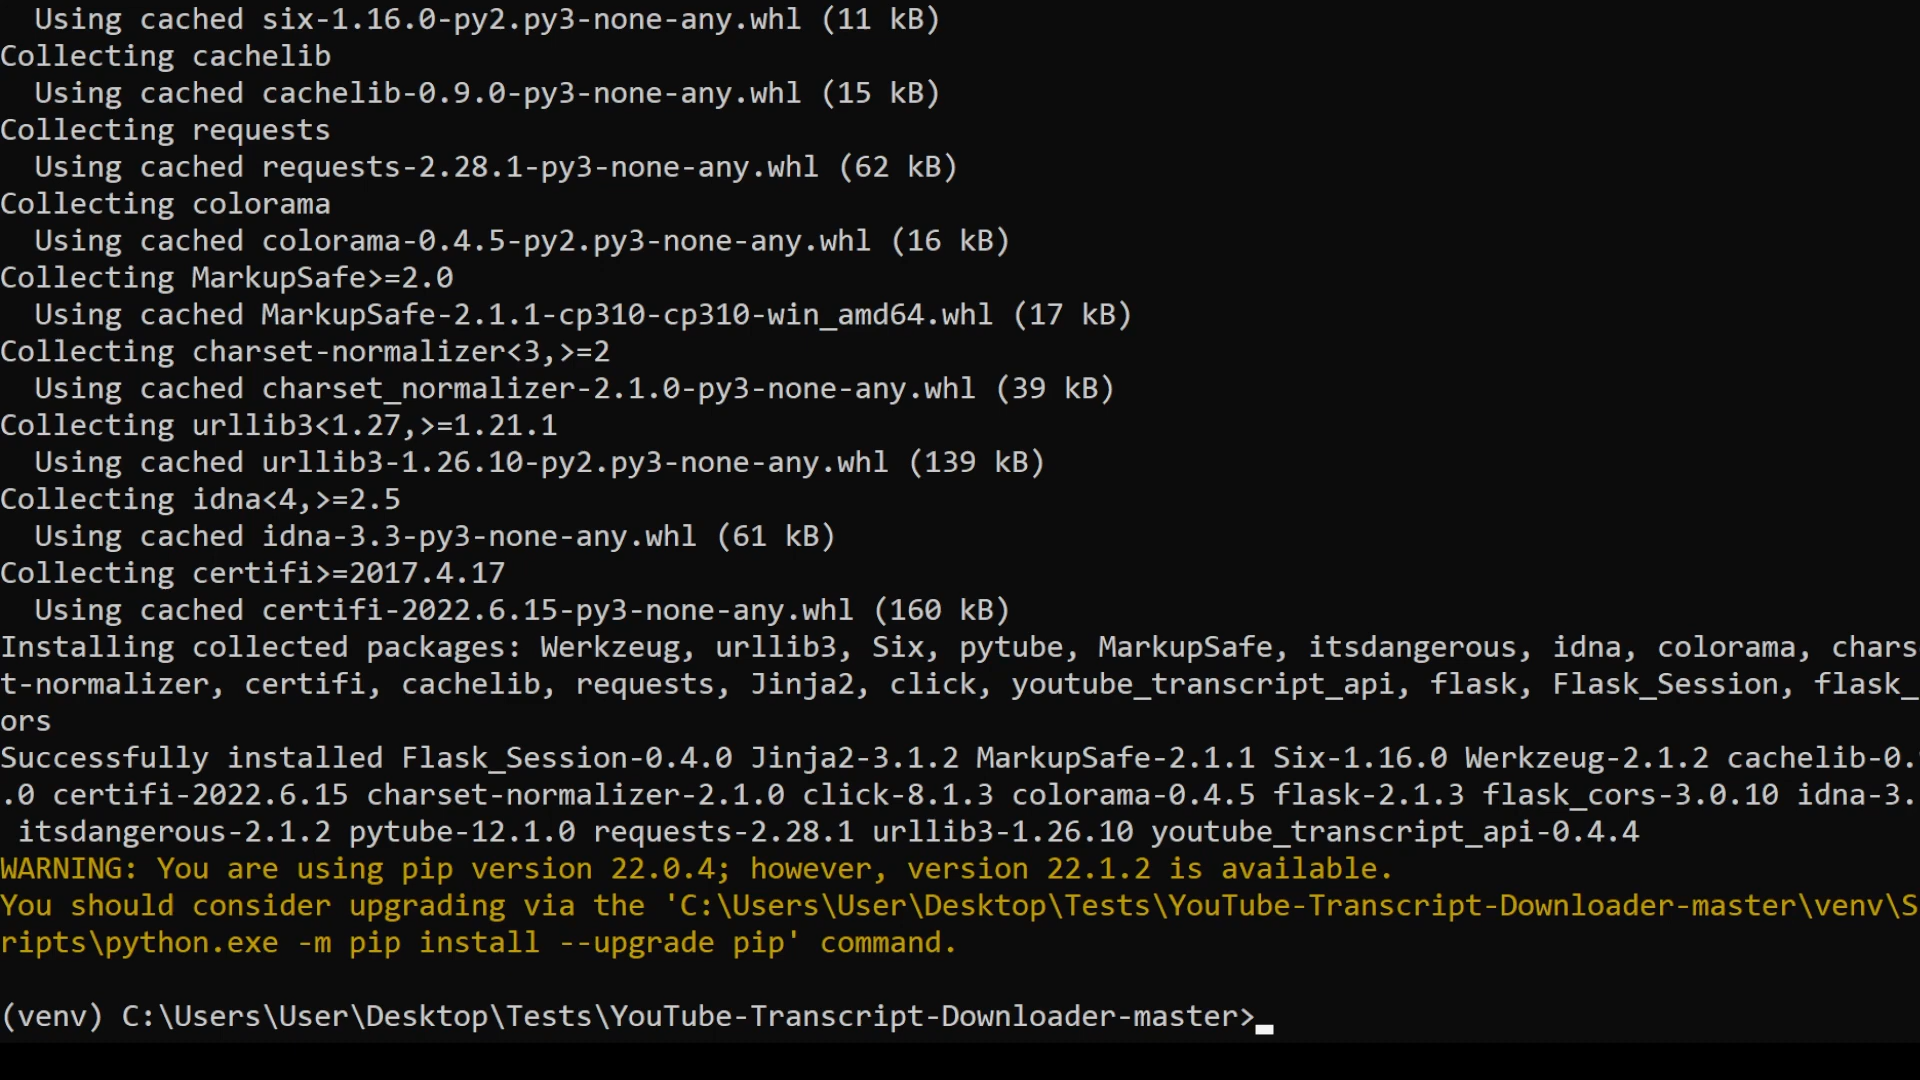 Using cached six-1.16.0-py2.py3-none-any.whl (11 kB)
Collecting cachelib
Using cached cachelib-0.9.0-py3-none-any.whl (15 kB)
Collecting requests
Using cached requests-2.28.1-py3-none-any.whl (62 kB)
Collecting colorama
Using cached colorama-0.4.5-py2.py3-none-any.whl (16 kB)
Collecting MarkupSafe>=2.0
Using cached MarkupSafe-2.1.1-cp310-cp310-win_amd64.whl (17 kB)
Collecting charset-normalizer<3,>=2
Using cached charset_normalizer-2.1.0-py3-none-any.whl (39 kB)
Collecting urllib3<1.27,>=1.21.1
Using cached urllib3-1.26.10-py2.py3-none-any.whl (139 kB)
Collecting idna<4,>=2.5
Using cached idna-3.3-py3-none-any.whl (61 kB)
Collecting certifi>=2017.4.17
Using cached certifi-2022.6.15-py3-none-any.whl (160 kB)
Installing collected packages: Werkzeug, urllib3, Six, pytube, MarkupSafe, itsdangerous, idna, colorama, chars
t-normalizer, certifi, cachelib, requests, Jinja2, click, youtube_transcript_api, flask, Flask_Session, flask_
ors
Successfully installed Flask_Session-0.4.0 Jinja2-3.1.2 MarkupSafe-2.1.1 Six-1.16.0 Werkzeug-2.1.2 cachelib-0.
.0 certifi-2022.6.15 charset-normalizer-2.1.0 click-8.1.3 colorama-0.4.5 flask-2.1.3 flask_cors-3.0.10 idna-3.
itsdangerous-2.1.2 pytube-12.1.0 requests-2.28.1 urllib3-1.26.10 youtube_transcript_api-0.4.4
WARNING: You are using pip version 22.0.4; however, version 22.1.2 is available.
You should consider upgrading via the 'C:\Users\User\Desktop\Tests\YouTube-Transcript-Downloader-master\venv\S
ripts\python.exe -m pip install --upgrade pip' command.
(venv) C:\Users\User\Desktop\Tests\YouTube-Transcript-Downloader-master>